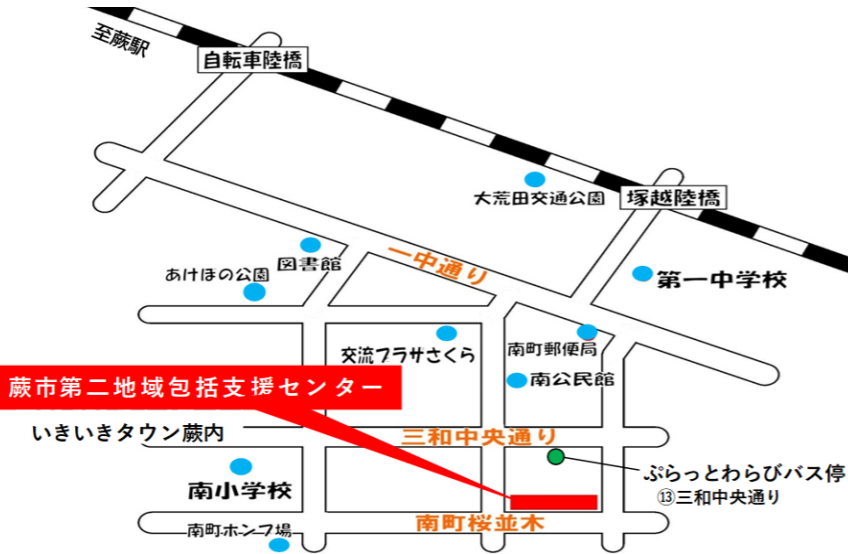 至蕨駅
自転車陸橋
大荒田交通公園
塚越陸橋
図書館
一中通り
あけぼの公園
第一中学校
交流プラザさくら
南町郵便局
蕨市第二地域包括支援センター
南公民館
いきいきタウン蕨内
三和中央通り
ぷらっとわらびバス停
⑬三和中央通り
南小学校
南町桜並木
南町ポンプ場